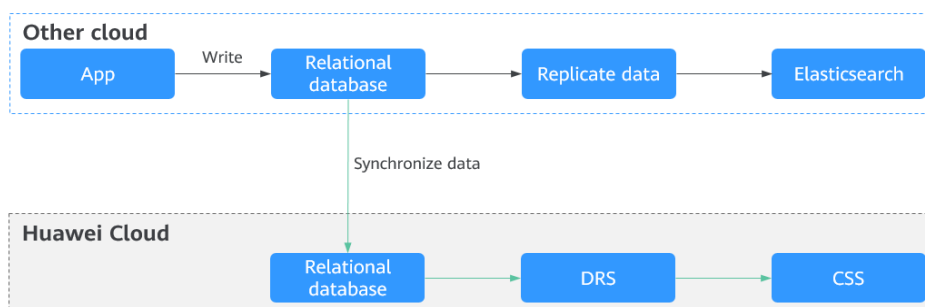 Other cloud
App
Write
Relational
database
Replicate data
Elasticsearch
Synchronize data
Huawei Cloud
Relational
database
DRS
CSS